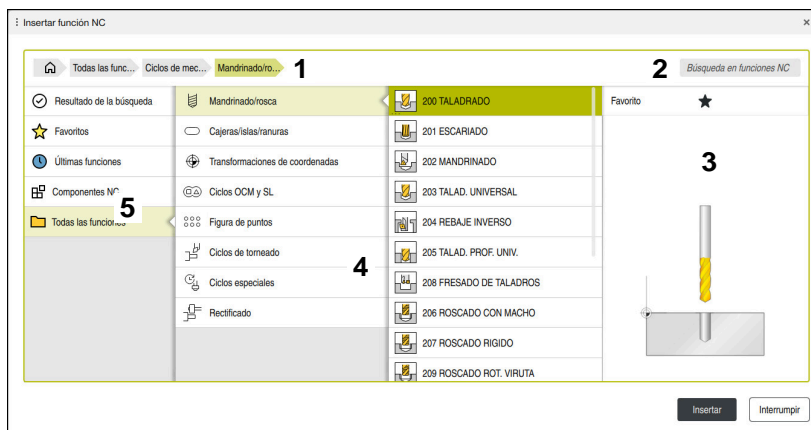 Insertar función NC
Todas las func... Ciclos de mec... Mandrinado/ro... 1 2 Búsqueda en funciones NC
Resultado de la búsqueda
Favoritos
Últimas funciones
Componentes NC
5
Todas las funciones
Mandrinado/rosca
Cajeras/islas/ranuras
Transformaciones de coordenadas
Ciclos OCM y SL
Figura de puntos
Ciclos de torneado
4
Ciclos especiales
Rectificado
200 TALADRADO
201 ESCARIADO
202 MANDRINADO
203 TALAD. UNIVERSAL
204 REBAJE INVERSO
205 TALAD. PROF. UNIV.
208 FRESADO DE TALADROS
206 ROSCADO CON MACHO
207 ROSCADO RIGIDO
209 ROSCADO ROT. VIRUTA
Favorito
3
Insertar Interrumpir